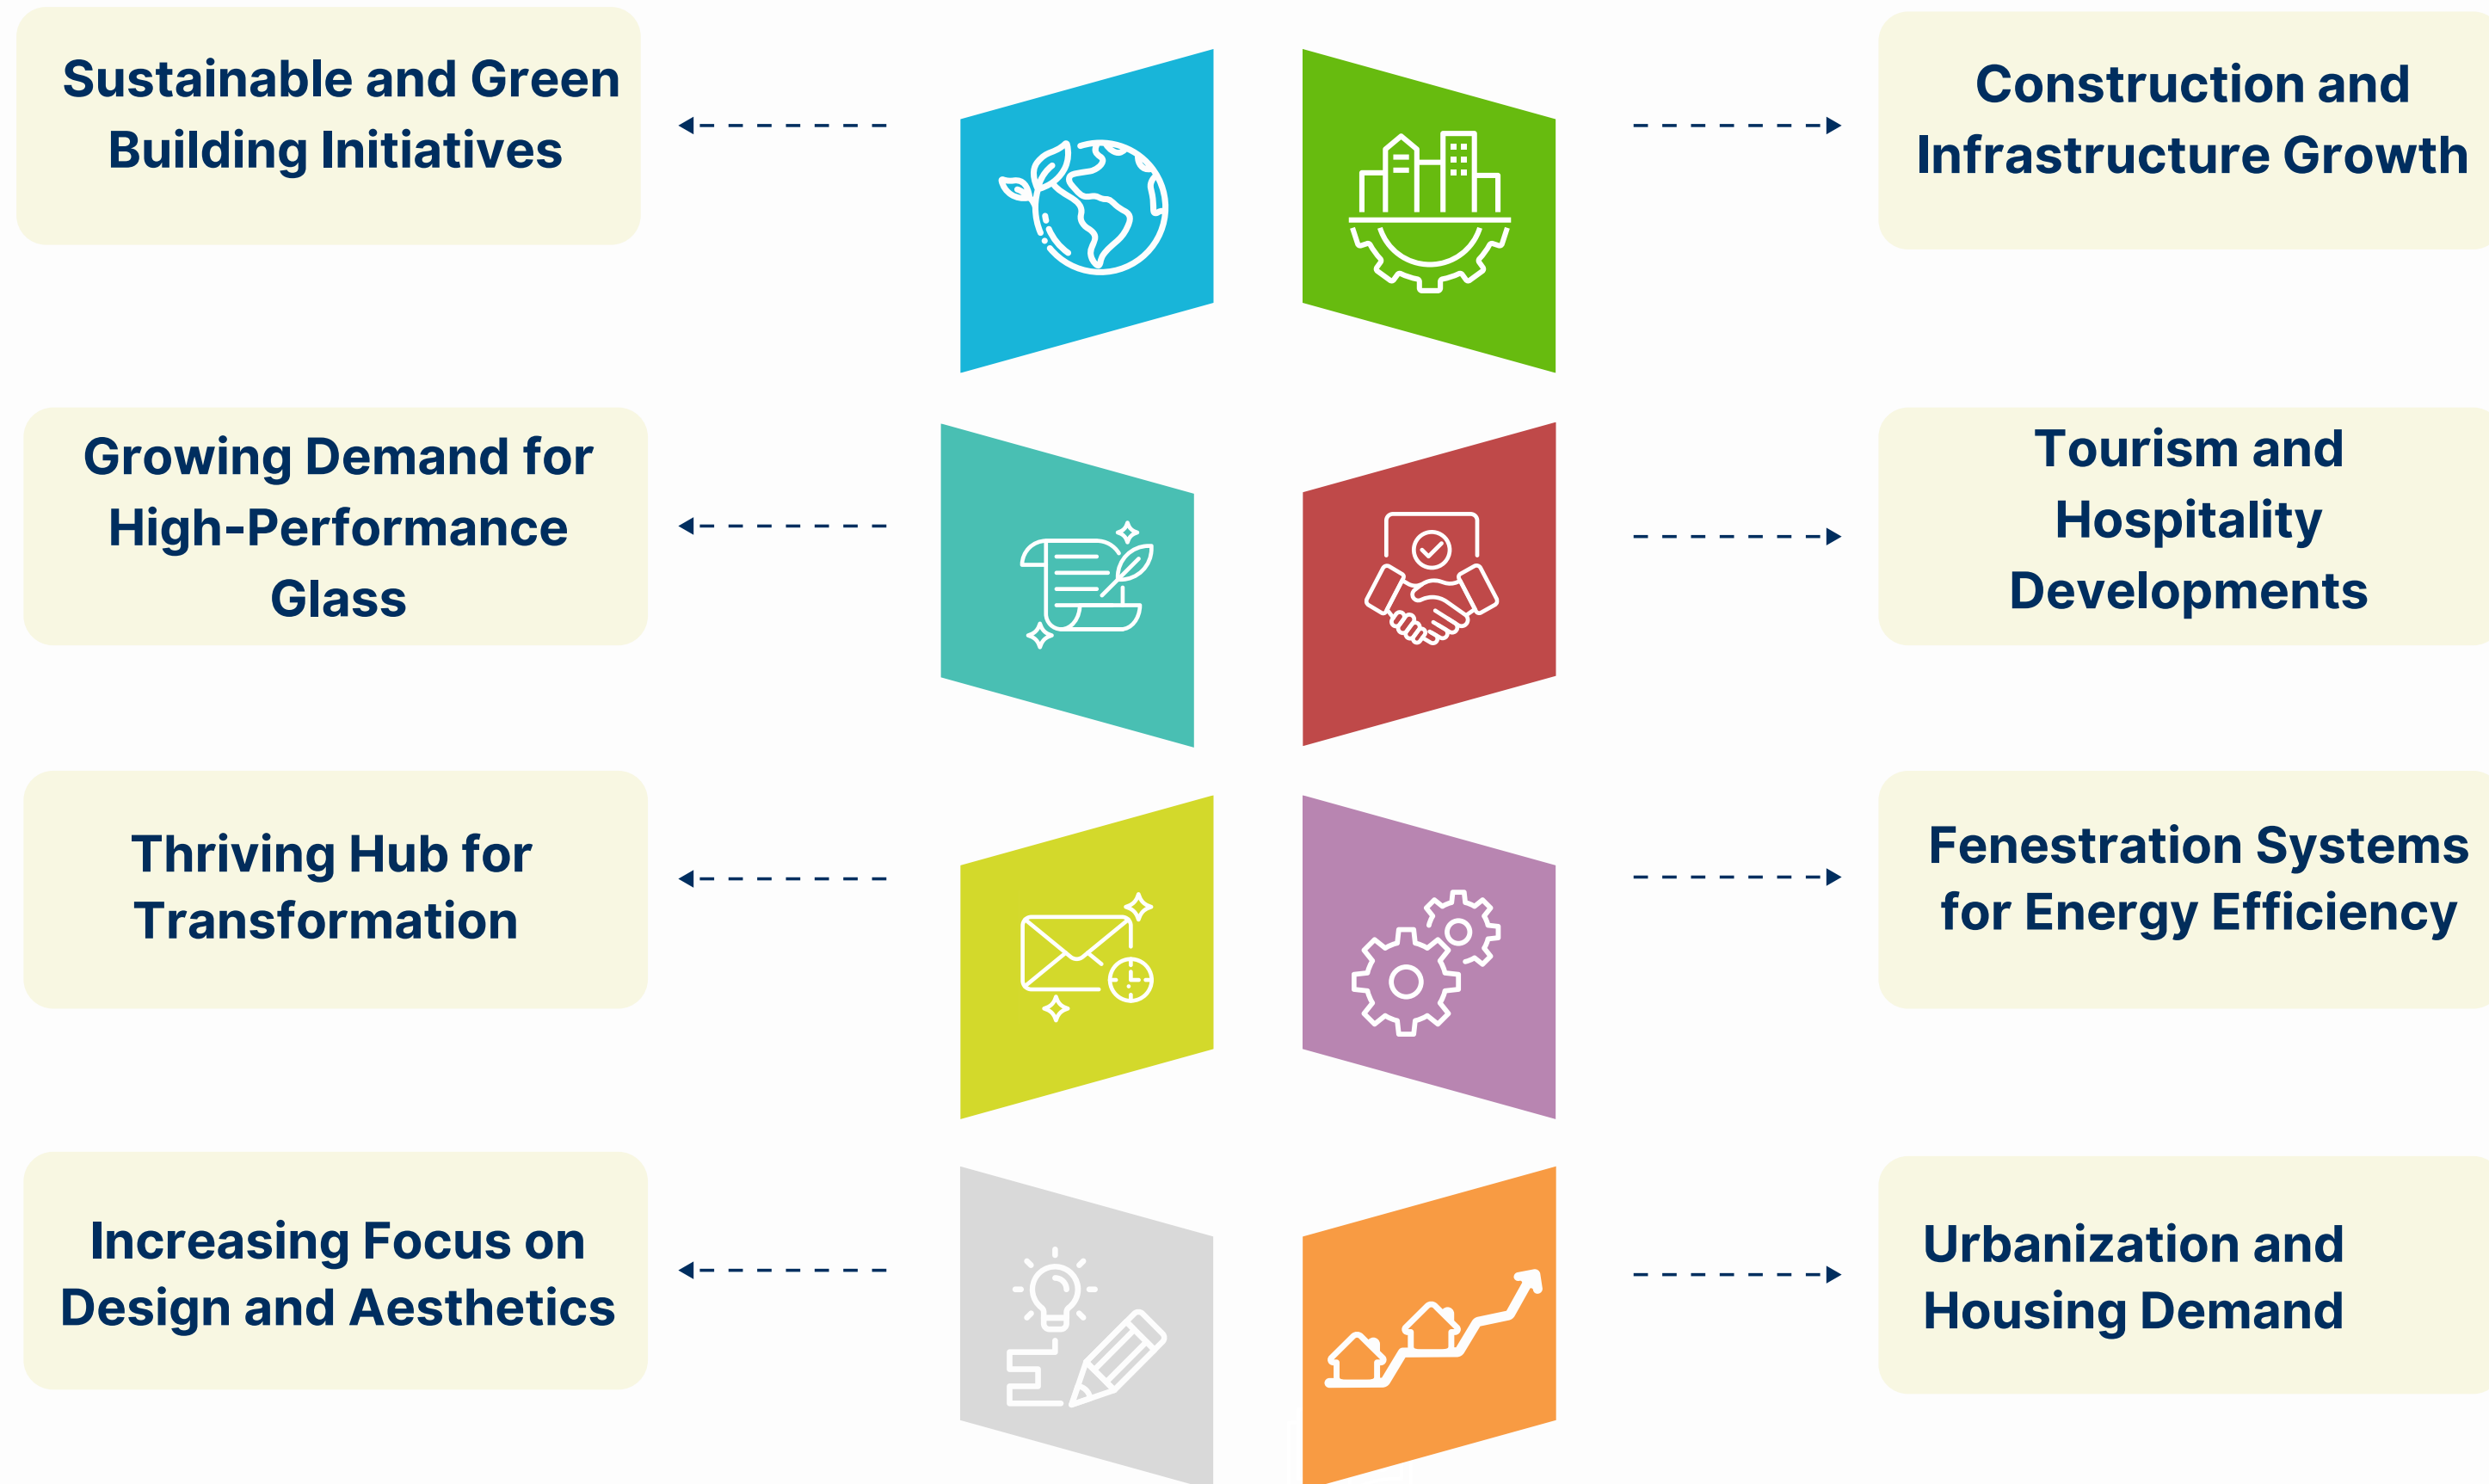 Sustainable and Green
Building Initiatives
Construction and
Infrastructure Growth
Growing Demand for
High-Performance
Glass
Tourism and
Hospitality
Developments
Thriving Hub for
Transformation
Fenestration Systems
for Energy Efficiency
Increasing Focus on
Design and Aesthetics
Urbanization and
Housing Demand